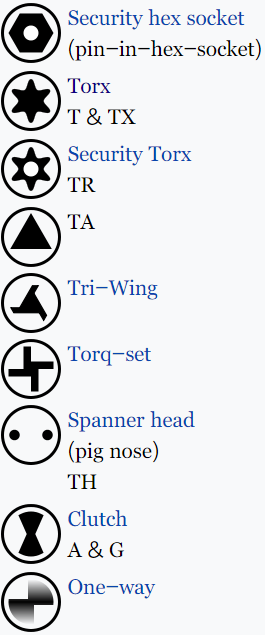 Security hex socket
(pin-in-hex-socket)
Torx
T & TX
Security Torx
TR
TA
Tri-Wing
Torq-set
Spanner head
(pig nose)
TH
Clutch
A & G
One-way